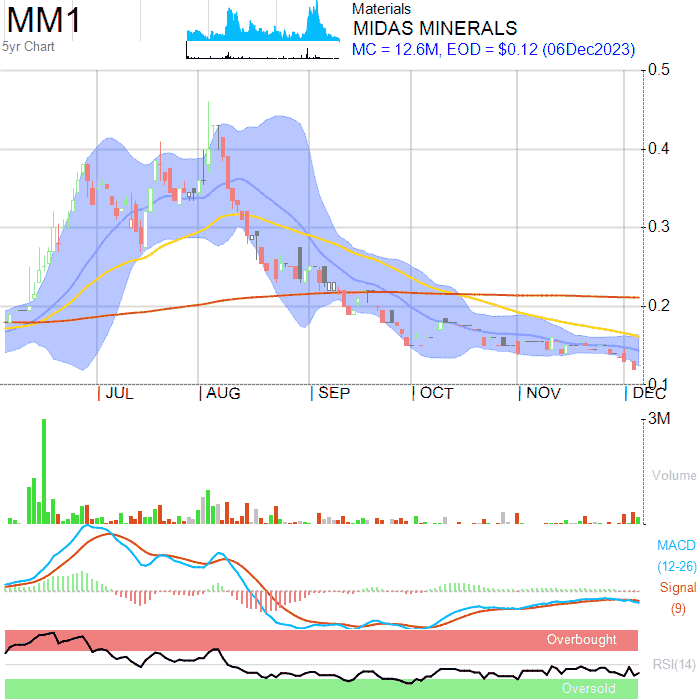 MM1
5yr Chart
Materials
MIDAS MINERALS
MC = 12.6M, EOD = $0.12 (06Dec2023)
0.5
0.4
0.3
0.2
0.1
JUL AUG SEP OCT NOV DEC
3M
Volume
MACD
(12-26)
Signal
(9)
Overbought
RSI(14)
Oversold